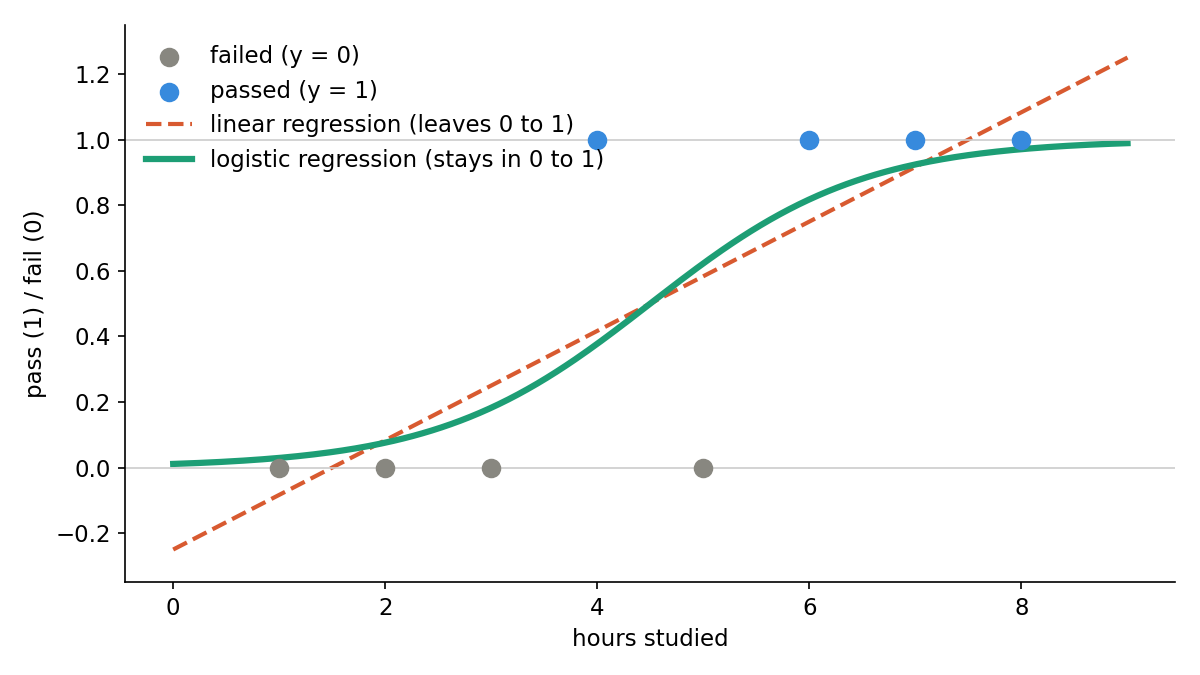 failed (y = 0)
passed (y = 1)
linear regression (leaves 0 to 1)
logistic regression (stays in 0 to 1)
1.2
1.0
0.8
0.6
0.4
0.2
0.0
−0.2
pass (1) / fail (0)
0 2 4 6 8
hours studied